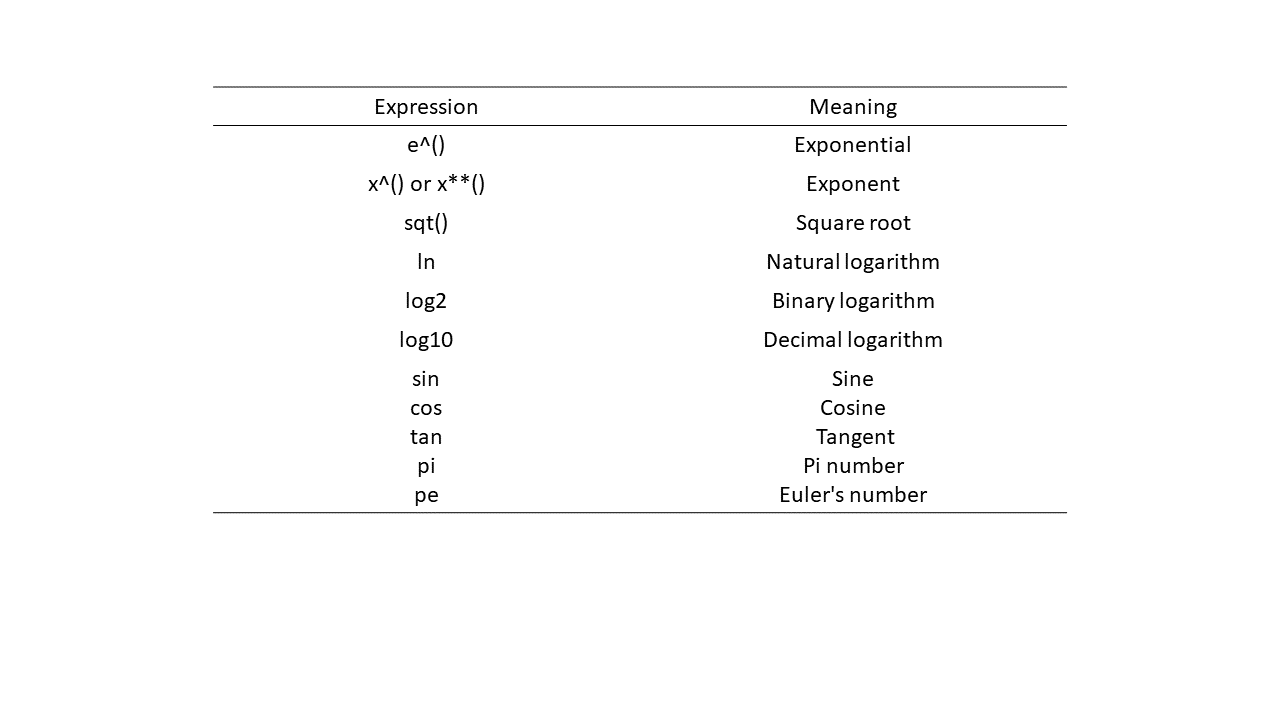 Expression Meaning
e^() Exponential
x^() or x**() Exponent
sqt() Square root
ln Natural logarithm
log2 Binary logarithm
log10 Decimal logarithm
sin Sine
cos Cosine
tan Tangent
pi Pi number
pe Euler's number